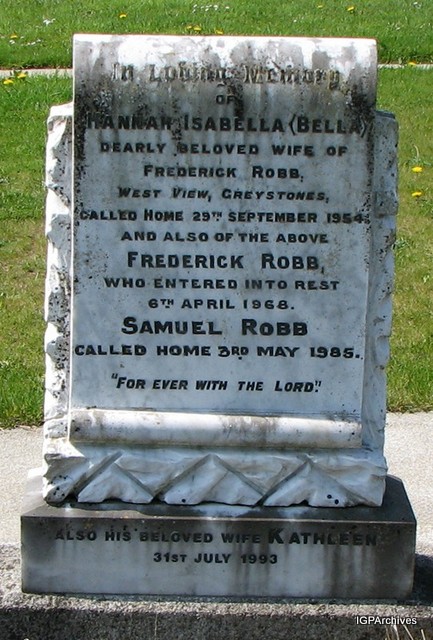 In Loving Memory
OF
HANNAH ISABELLA (BELLA)
DEARLY BELOVED WIFE OF
FREDERICK ROBB,
WEST VIEW, GREYSTONES,
CALLED HOME 29TH SEPTEMBER 1954
AND ALSO OF THE ABOVE
FREDERICK ROBB,
WHO ENTERED INTO REST
6TH APRIL 1968.
SAMUEL ROBB
CALLED HOME 3RD MAY 1985.
"FOR EVER WITH THE LORD."
ALSO HIS BELOVED WIFE KATHLEEN
31ST JULY 1993
IGPArchives